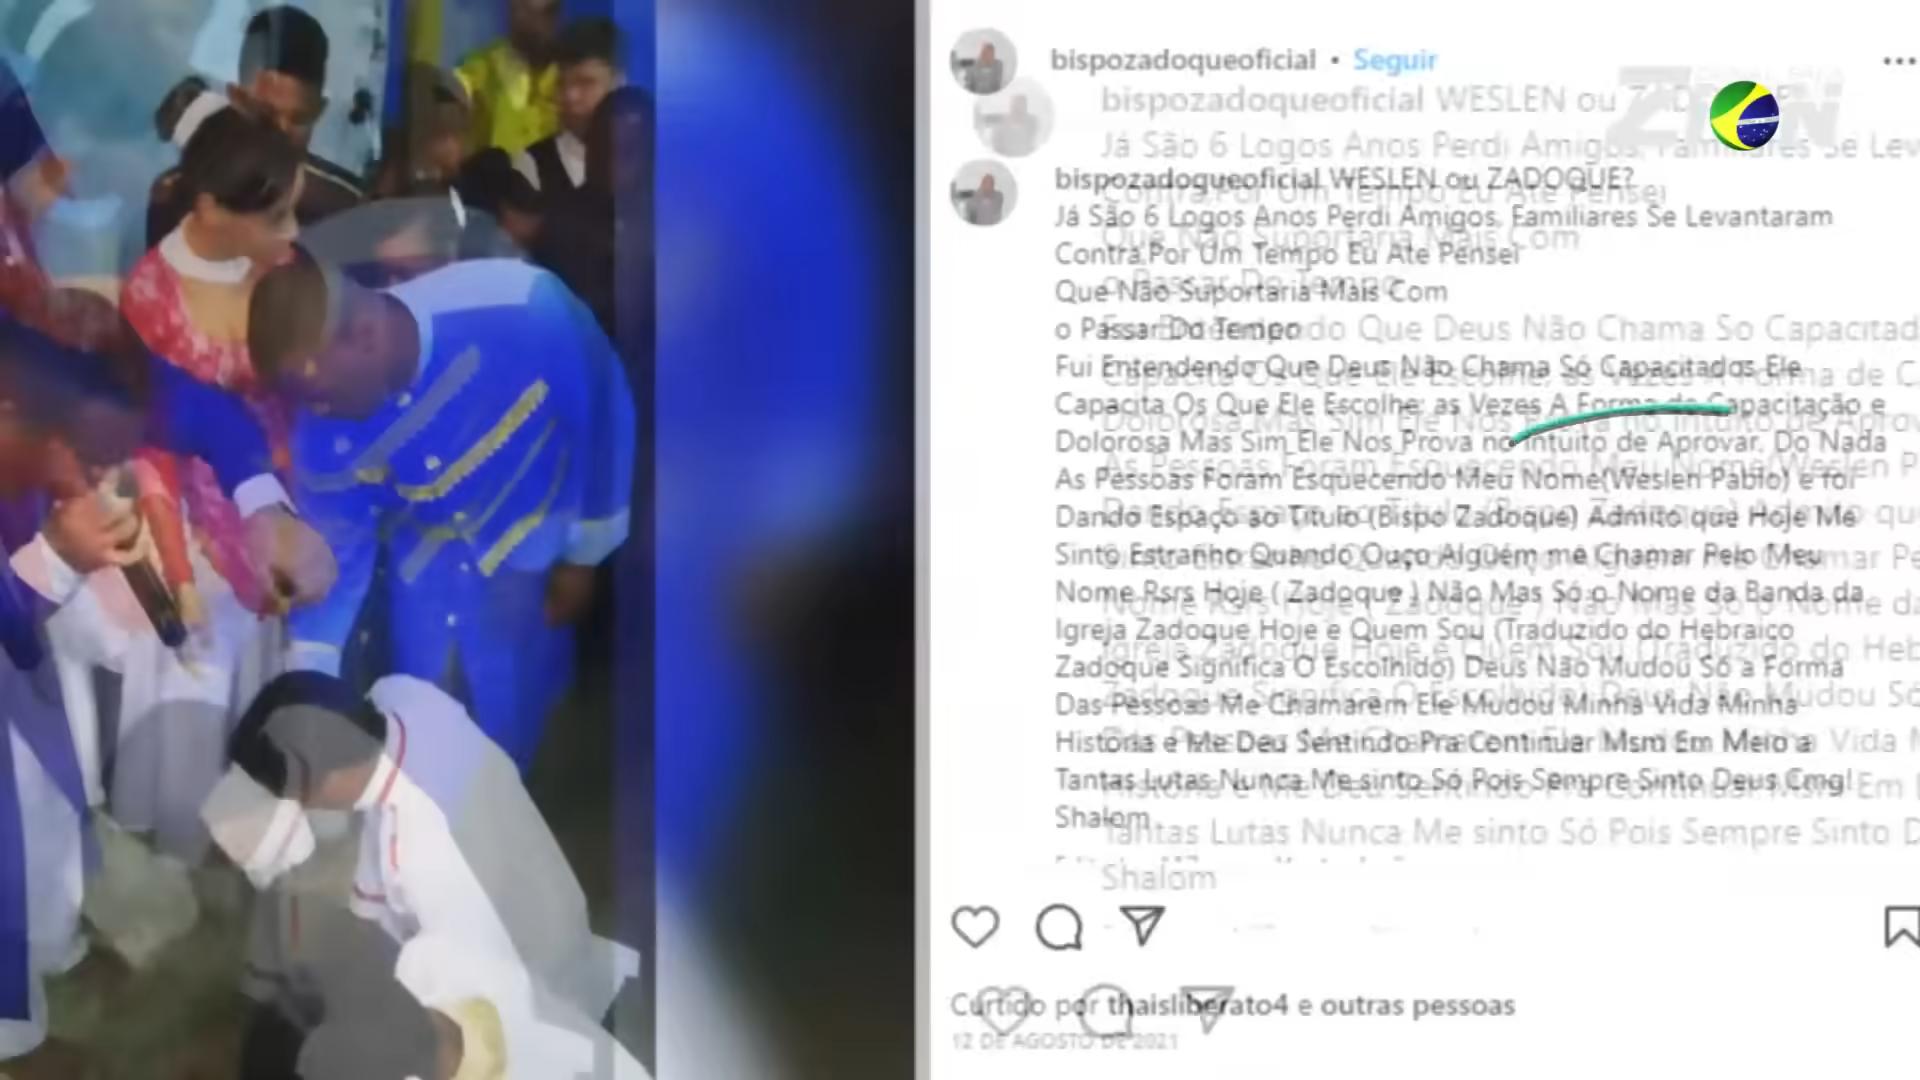 bispozadoqueoficial • Seguir
bispozadoqueoficial WESLEN ou ZADOQUE?
Já São 6 Logos Anos Perdi Amigos, Familiares Se Levantaram
Contra,Por Um Tempo Eu Ate Pensei
Que Não Suportaria Mais Com
o Passar Do Tempo
Fui Entendendo Que Deus Não Chama Só Capacitados Ele
Capacita Os Que Ele Escolhe, as Vezes A Forma de Capacitação e
Dolorosa Mas Sim Ele Nos Prova no Intuito de Aprovar. Do Nada
As Pessoas Foram Esquecendo Meu Nome(Weslen Pablo) e foi
Dando Espaço ao Titulo (Bispo Zadoque) Admito que Hoje Me
Sinto Estranho Quando Ouço Alguém me Chamar Pelo Meu
Nome Rsrs Hoje ( Zadoque ) Não Mas Só o Nome da Banda da
Igreja Zadoque Hoje e Quem Sou (Traduzido do Hebraico
Zadoque Significa O Escolhido) Deus Não Mudou Só a Forma
Das Pessoas Me Chamarem Ele Mudou Minha Vida Minha
História e Me Deu Sentindo Pra Continuar Msm Em Meio a
Tantas Lutas Nunca Me sinto Só Pois Sempre Sinto Deus Cmg!
Shalom
Curtido por thaisliberato4 e outras pessoas
12 DE AGOSTO DE 2021